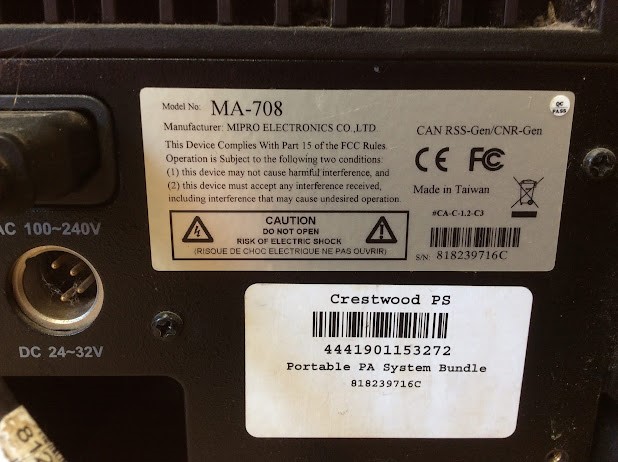 Model No: MA-708
QC
PASS
Manufacturer: MIPRO ELECTRONICS CO.,LTD
This Device Complies With Part 15 of the FCC Rules
Operation is Subject to the following two conditions:
(1) this device may not cause harmful interference, and
(2) this device must accept any interference received,
including interference that may cause undesired operation.
CAN RSS-Gen/CNR-Gen
CE FC
Made in Taiwan
#CA-C-1.2-C3
S/N: 818239716C
CAUTION
DO NOT OPEN
RISK OF ELECTRIC SHOCK
(RISQUE DE CHOC ELECTRIQUE NE PAS OUVRIR)
AC 100~240V
DC 24~32V
Crestwood PS
4441901153272
Portable PA System Bundle
818239716C